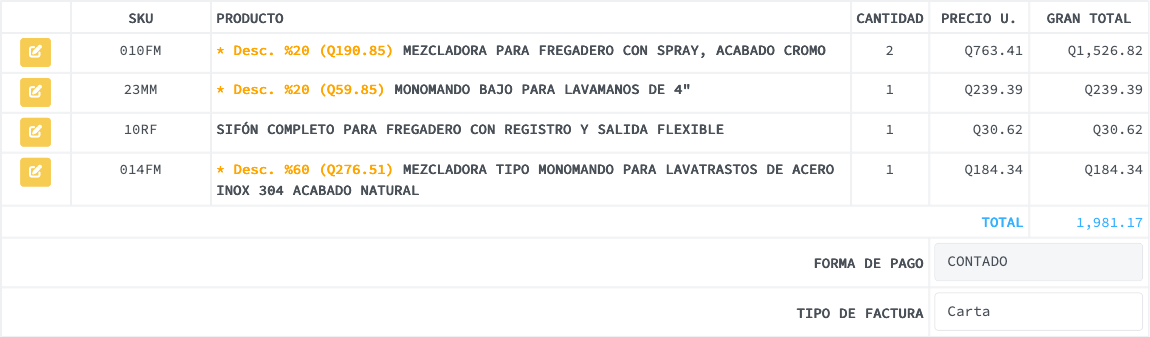 SKU PRODUCTO CANTIDAD PRECIO U. GRAN TOTAL
010FM * Desc. %20 (Q190.85) MEZCLADORA PARA FREGADERO CON SPRAY, ACABADO CROMO 2 Q763.41 Q1,526.82
23MM * Desc. %20 (Q59.85) MONOMANDO BAJO PARA LAVAMANOS DE 4" 1 Q239.39 Q239.39
10RF SIFÓN COMPLETO PARA FREGADERO CON REGISTRO Y SALIDA FLEXIBLE 1 Q30.62 Q30.62
014FM * Desc. %60 (Q276.51) MEZCLADORA TIPO MONOMANDO PARA LAVATRASTOS DE ACERO 1 Q184.34 Q184.34
INOX 304 ACABADO NATURAL
TOTAL 1,981.17
FORMA DE PAGO CONTADO
TIPO DE FACTURA Carta